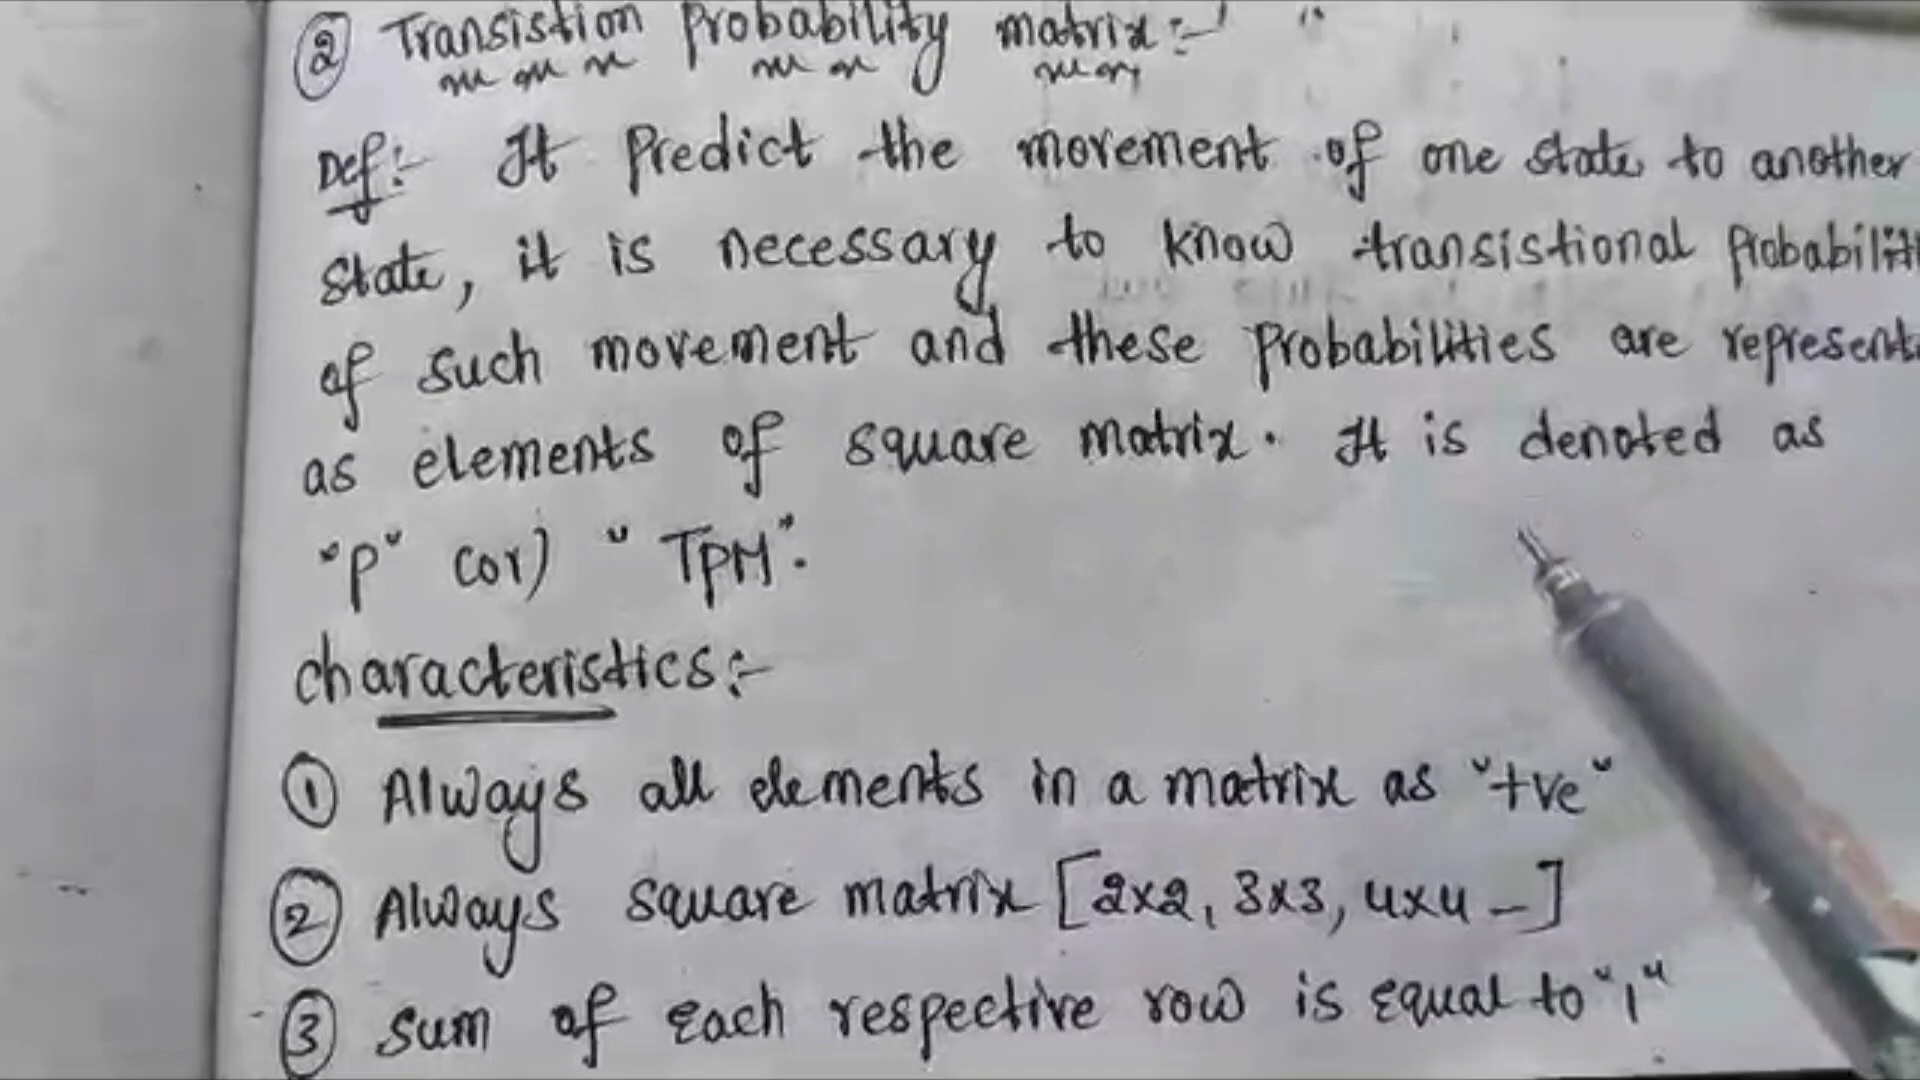 ② Transistion Probability matrix:-
Def:- It Predict the movement of one state to another
state, it is necessary to know transistional Probabiliti
of such movement and these probabilities are represent
as elements of square matrix. It is denoted as
"P" (or) "TPM".
characteristics:-
① Always all elements in a matrix as "+ve"
② Always square matrix [2x2, 3x3, 4x4 -]
③ sum of each respective row is equal to "1"